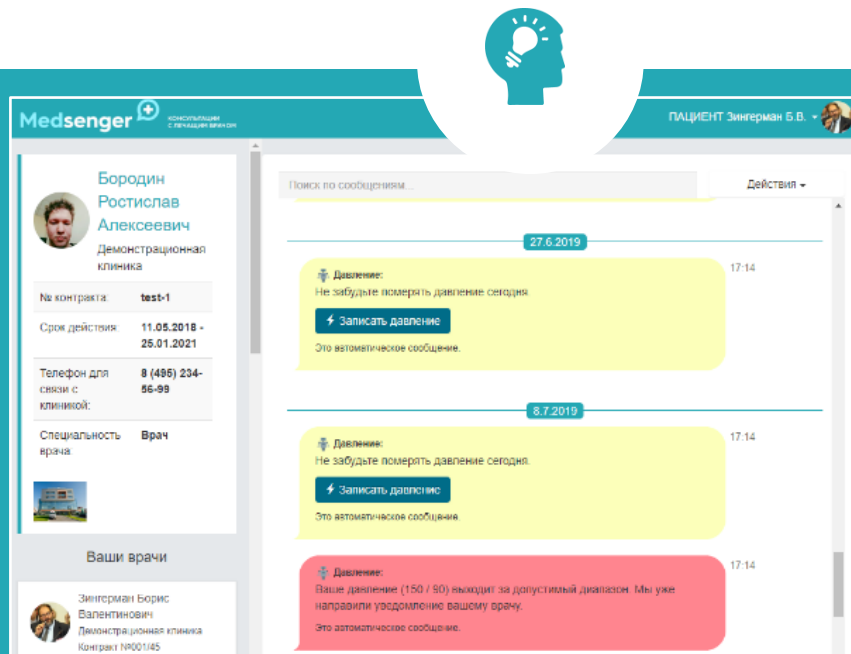 Medsenger
КОНСУЛЬТАЦИИ
С ЛЕЧАЩИМ ВРАЧОМ
ПАЦИЕНТ Зингерман Б.В.
Бородин
Ростислав
Алексеевич
Демонстрационная
клиника
№ контракта: test-1
Срок действия: 11.05.2018 -
25.01.2021
Телефон для
связи с
клиникой:
8 (495) 234-
56-99
Специальность
врача:
Врач
Ваши врачи
Зингерман Борис
Валентинович
Демонстрационная клиника
Контракт №001/45
Поиск по сообщениям...
Действия
27.6.2019
Давление:
17:14
Не забудьте померять давление сегодня.
Записать давление
Это автоматическое сообщение.
8.7.2019
Давление:
17:14
Не забудьте померять давление сегодня.
Записать давление
Это автоматическое сообщение.
Давление:
17:14
Ваше давление (150 / 90) выходит за допустимый диапазон. Мы уже
направили уведомление вашему врачу.
Это автоматическое сообщение.